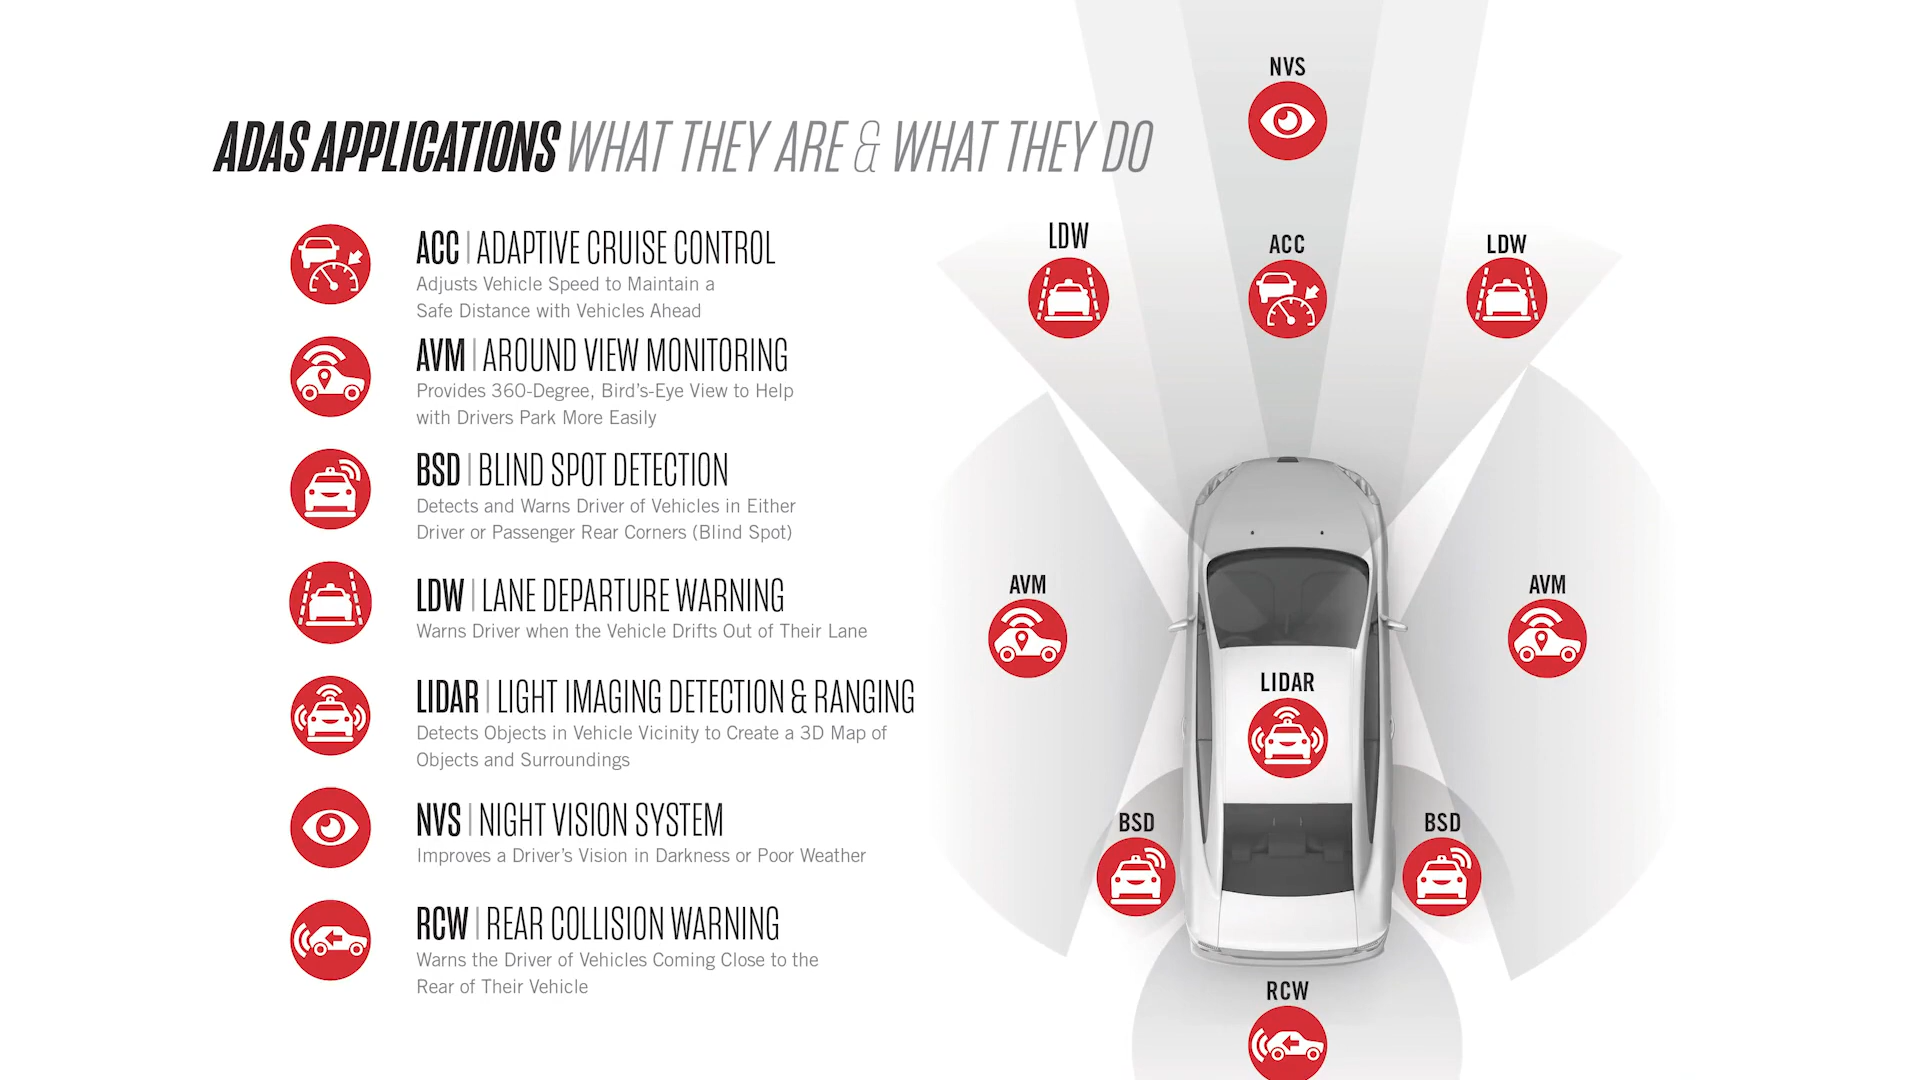 ADAS APPLICATIONS WHAT THEY ARE & WHAT THEY DO
ACC | ADAPTIVE CRUISE CONTROL
Adjusts Vehicle Speed to Maintain a
Safe Distance with Vehicles Ahead
AVM | AROUND VIEW MONITORING
Provides 360-Degree, Bird's-Eye View to Help
with Drivers Park More Easily
BSD | BLIND SPOT DETECTION
Detects and Warns Driver of Vehicles in Either
Driver or Passenger Rear Corners (Blind Spot)
LDW | LANE DEPARTURE WARNING
Warns Driver when the Vehicle Drifts Out of Their Lane
LIDAR | LIGHT IMAGING DETECTION & RANGING
Detects Objects in Vehicle Vicinity to Create a 3D Map of
Objects and Surroundings
NVS | NIGHT VISION SYSTEM
Improves a Driver's Vision in Darkness or Poor Weather
RCW | REAR COLLISION WARNING
Warns the Driver of Vehicles Coming Close to the
Rear of Their Vehicle
NVS
LDW
ACC
LDW
AVM
AVM
LIDAR
BSD
BSD
RCW